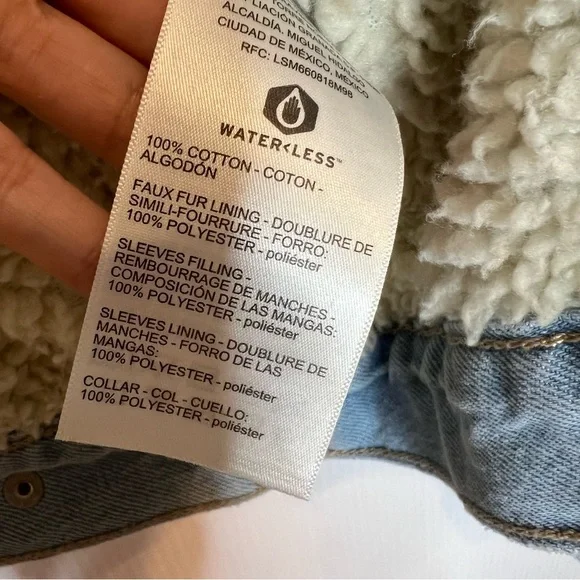 ALCALDÍA. MIGUEL HIDALGO
CIUDAD DE MÉXICO, MÉXICO
RFC: LSM660818M98
WATER<LESS™
100% COTTON - COTON -
ALGODÓN
FAUX FUR LINING - DOUBLURE DE
SIMILI-FOURRURE - FORRO:
100% POLYESTER - poliéster
SLEEVES FILLING -
REMBOURRAGE DE MANCHES -
COMPOSICIÓN DE LAS MANGAS:
100% POLYESTER - poliéster
SLEEVES LINING - DOUBLURE DE
MANCHES - FORRO DE LAS
MANGAS:
100% POLYESTER - poliéster
COLLAR - COL - CUELLO:
100% POLYESTER - poliéster